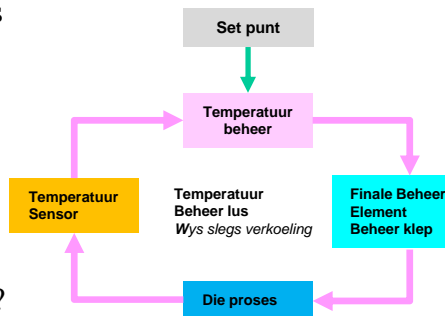 s
Set punt
Temperatuur
beheer
Temperatuur
Sensor
Temperatuur
Beheer lus
Wys slegs verkoeling
Finale Beheer
Element
Beheer klep
Die proses
?